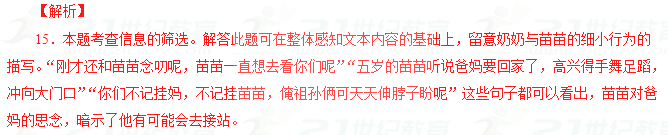 【解析】
15．本题考查信息的筛选。解答此题可在整体感知文本内容的基础上，留意奶奶与苗苗的细小行为的
描写。“刚才还和苗苗念叨呢，苗苗一直想去看你们呢”“五岁的苗苗听说爸妈要回家了，高兴得手舞足蹈，
冲向大门口”“你们不记挂妈，不记挂苗苗，俺祖孙俩可天天伸脖子盼呢” 这些句子都可以看出，苗苗对爸
妈的思念，暗示了他有可能会去接站。